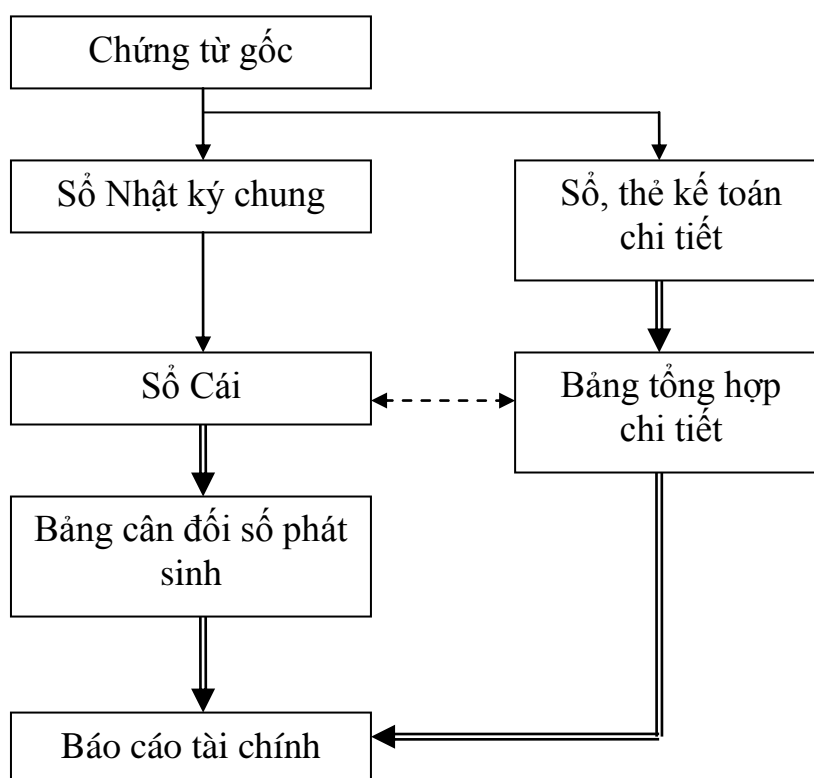 Chứng từ gốc
Sổ Nhật ký chung
Sổ, thẻ kế toán
chi tiết
Sổ Cái
Bảng tổng hợp
chi tiết
Bảng cân đối số phát
sinh
Báo cáo tài chính